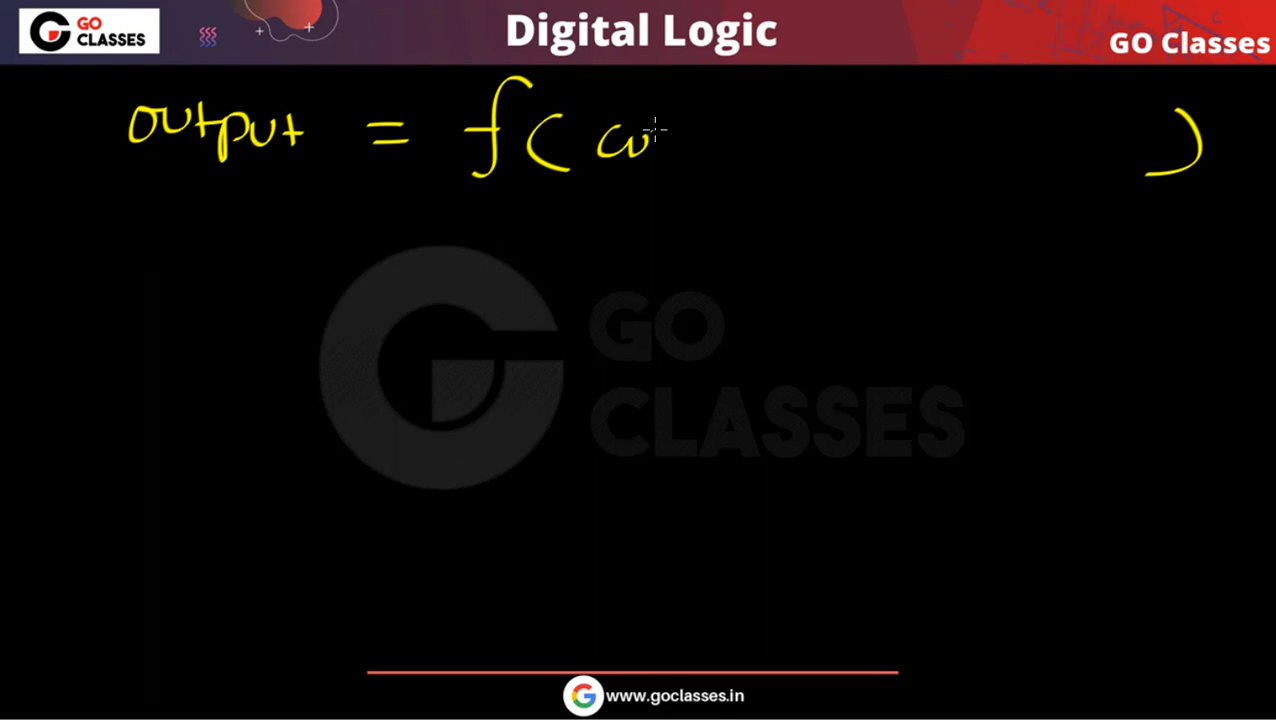 GO
CLASSES
Digital Logic
GO Classes
output = f( )
GO
CLASSES
www.goclasses.in